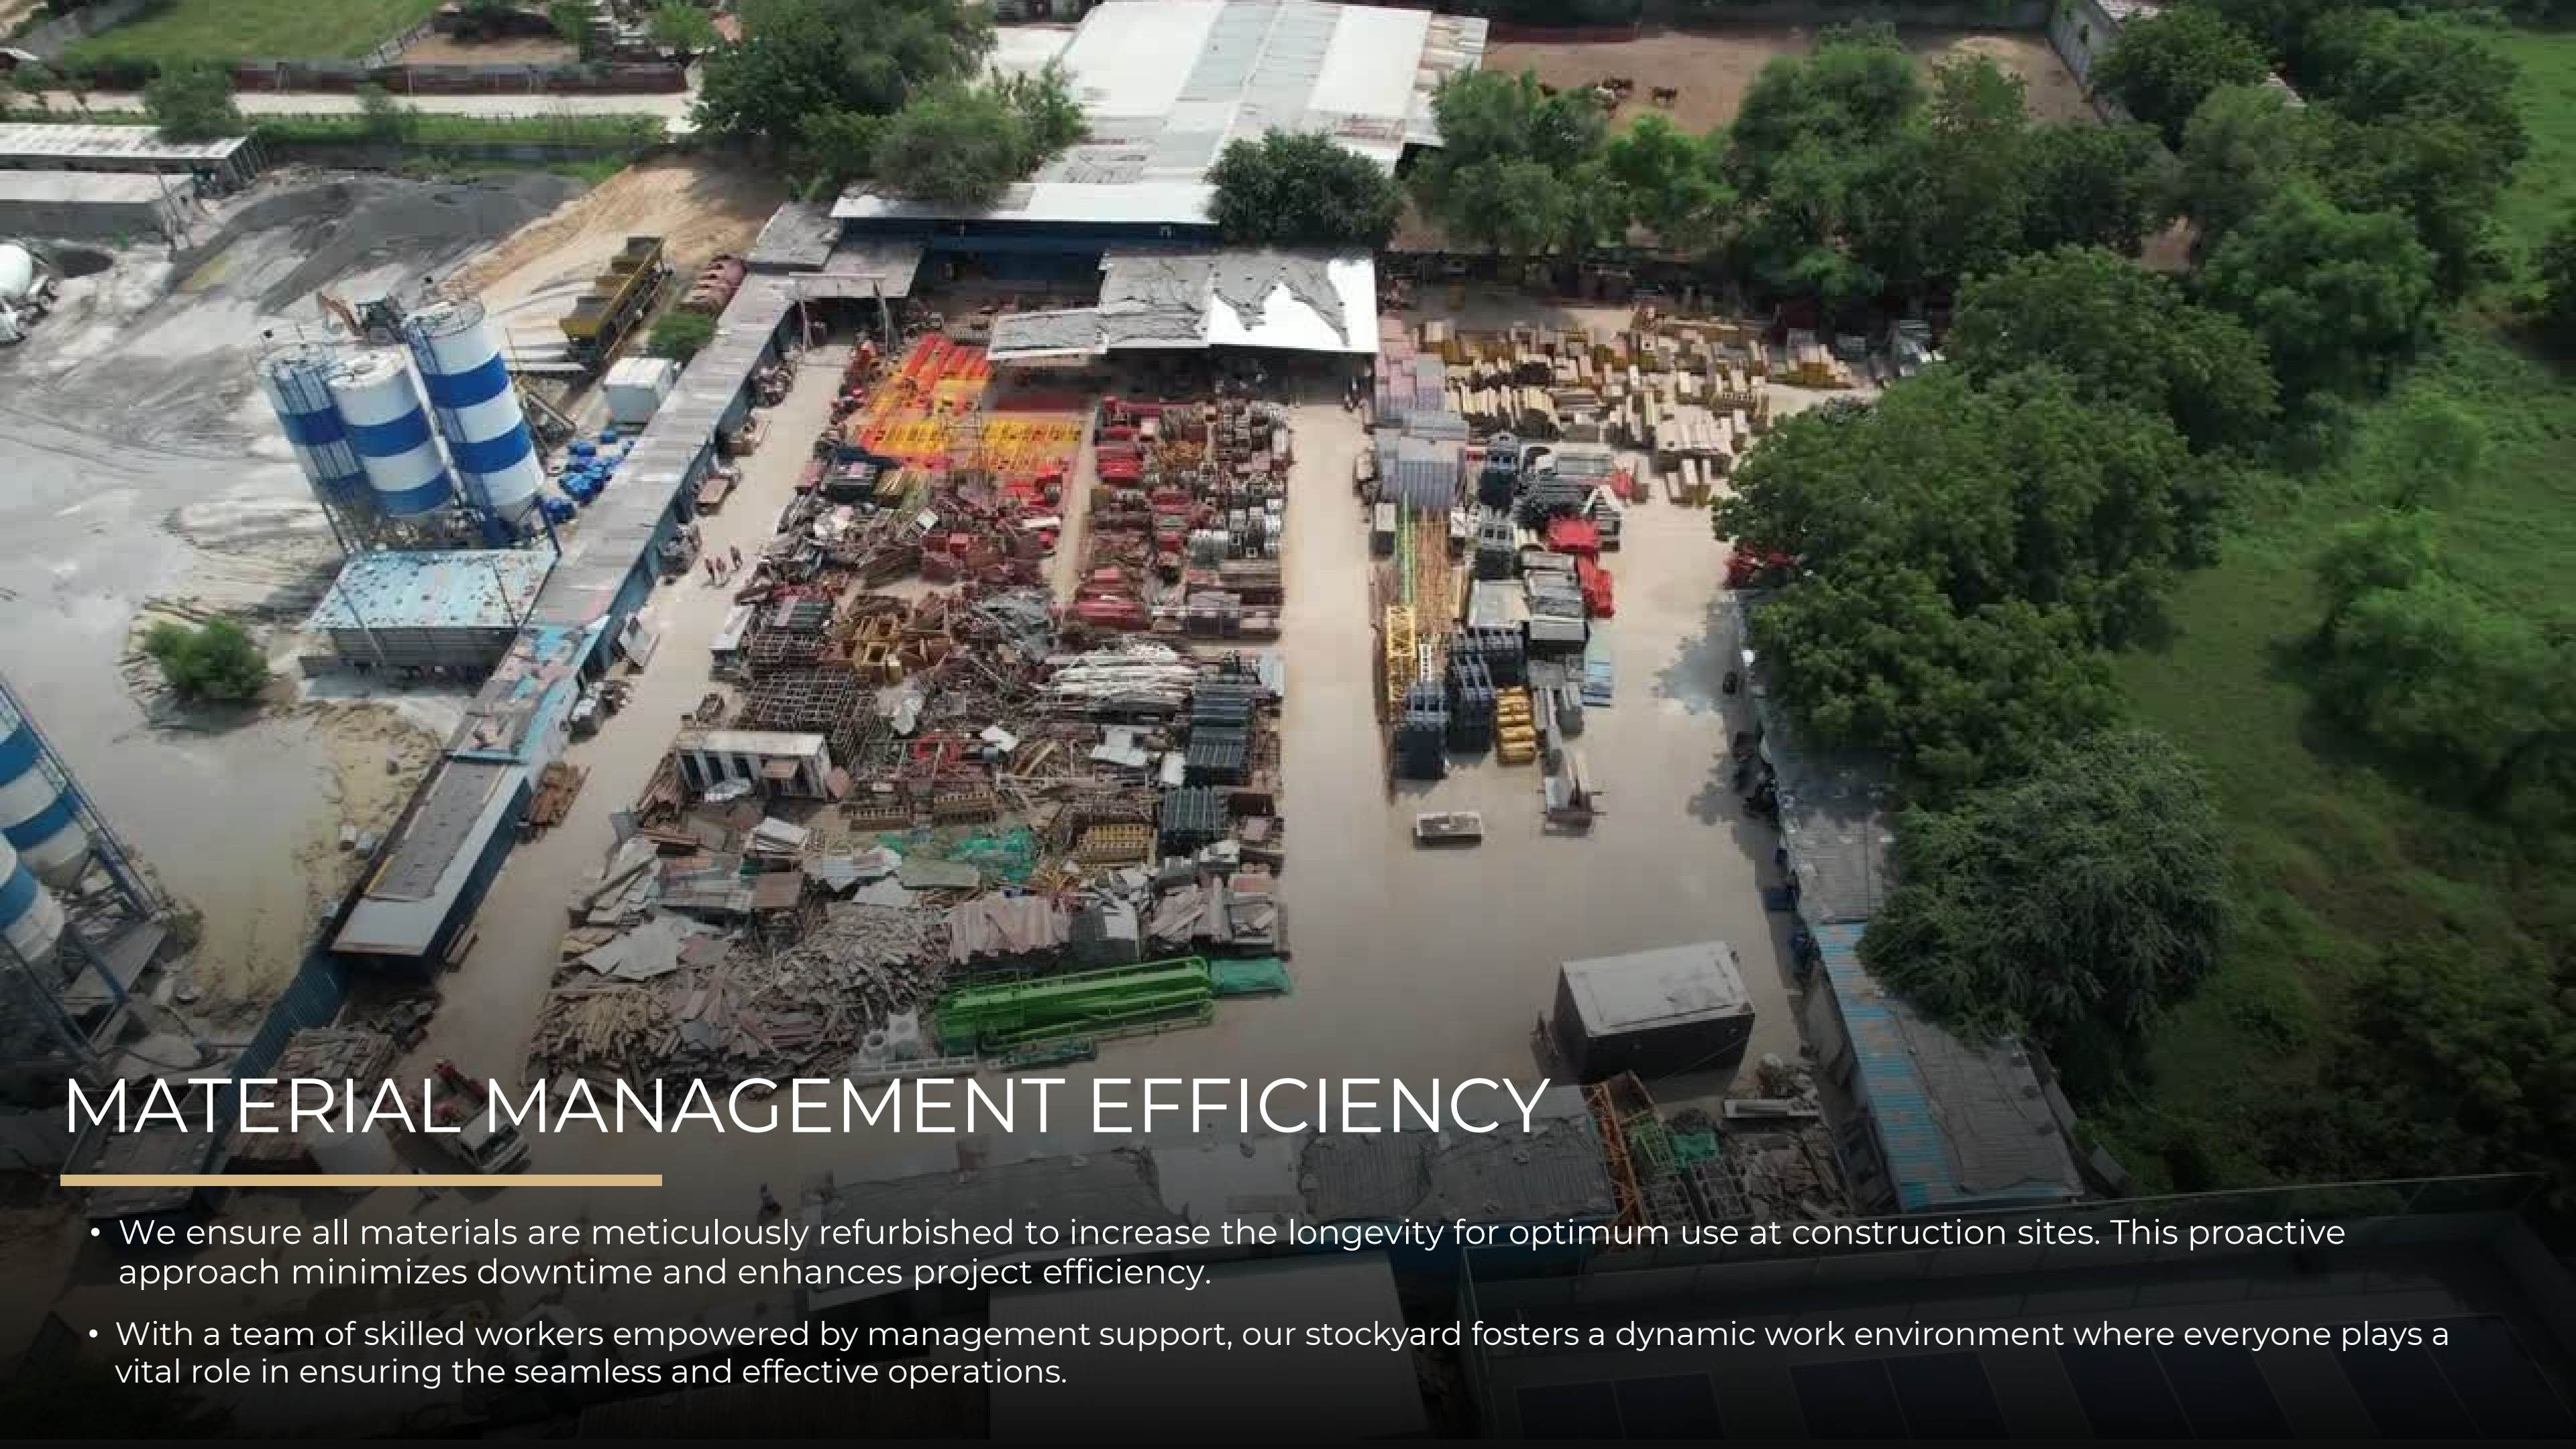 MATERIAL MANAGEMENT EFFICIENCY
• We ensure all materials are meticulously refurbished to increase the longevity for optimum use at construction sites. This proactive
approach minimizes downtime and enhances project efficiency.
• With a team of skilled workers empowered by management support, our stockyard fosters a dynamic work environment where everyone plays a
vital role in ensuring the seamless and effective operations.